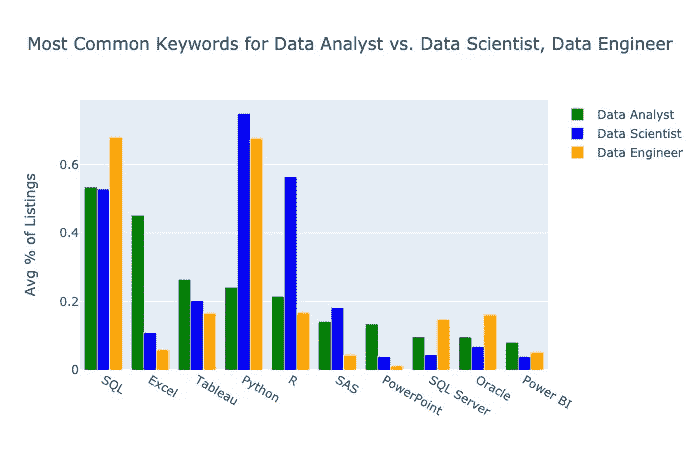 Most Common Keywords for Data Analyst vs. Data Scientist, Data Engineer
Data Analyst
Data Scientist
Data Engineer
Avg % of Listings
0.6
0.4
0.2
0
SQL
Excel
Tableau
Python
R
SAS
PowerPoint
SQL Server
Oracle
Power BI